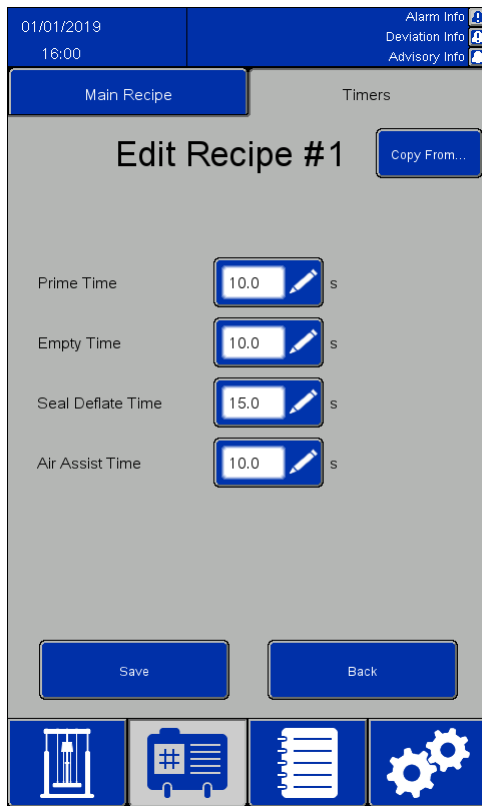 01/01/2019
16:00
Alarm Info
Deviation Info
Advisory Info
Main Recipe
Timers
Edit Recipe #1
Copy From...
Prime Time 10.0 s
Empty Time 10.0 s
Seal Deflate Time 15.0 s
Air Assist Time 10.0 s
Save
Back
#